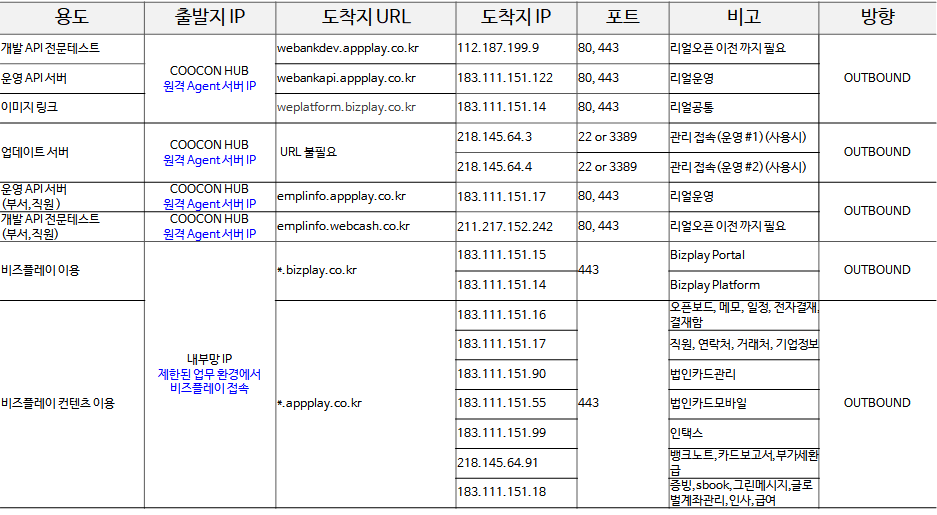 용도 출발지 IP 도착지 URL 도착지 IP 포트 비고 방향
개발 API 전문테스트 webankdev.appplay.co.kr 112.187.199.9 80, 443 리얼오픈 이전 까지 필요
COOCON HUB
원격 Agent 서버 IP
운영 API 서버 webankapi.appplay.co.kr 183.111.151.122 80, 443 리얼운영 OUTBOUND
이미지 링크 weplatform.bizplay.co.kr 183.111.151.14 80, 443 리얼공통
업데이트 서버
COOCON HUB
원격 Agent 서버 IP
URL 불필요
218.145.64.3 22 or 3389 관리 접속 (운영 #1) (사용시)
218.145.64.4 22 or 3389 관리 접속 (운영 #2) (사용시)
OUTBOUND
운영 API 서버
(부서,직원 )
COOCON HUB
원격 Agent 서버 IP
emplinfo.appplay.co.kr 183.111.151.17 80, 443 리얼운영
개발 API 전문테스트
(부서,직원)
COOCON HUB
원격 Agent 서버 IP
emplinfo.webcash.co.kr 211.217.152.242 80, 443 리얼오픈 이전 까지 필요
OUTBOUND
비즈플레이 이용
내부망 IP
제한된 업무 환경에서
비즈플레이 접속
*.bizplay.co.kr
183.111.151.15 443 Bizplay Portal
183.111.151.14 Bizplay Platform
OUTBOUND
비즈플레이 컨텐츠 이용
*.appplay.co.kr
183.111.151.16
오픈보드, 메모, 일정, 전자결재,
결재함
183.111.151.17 직원, 연락처, 거래처, 기업정보
183.111.151.90 법인카드관리
183.111.151.55 443 법인카드모바일 OUTBOUND
183.111.151.99 인택스
218.145.64.91
뱅크노트,카드보고서,부가세환
급
183.111.151.18
증빙,sbook,그린메시지,글로
벌계좌관리,인사,급여